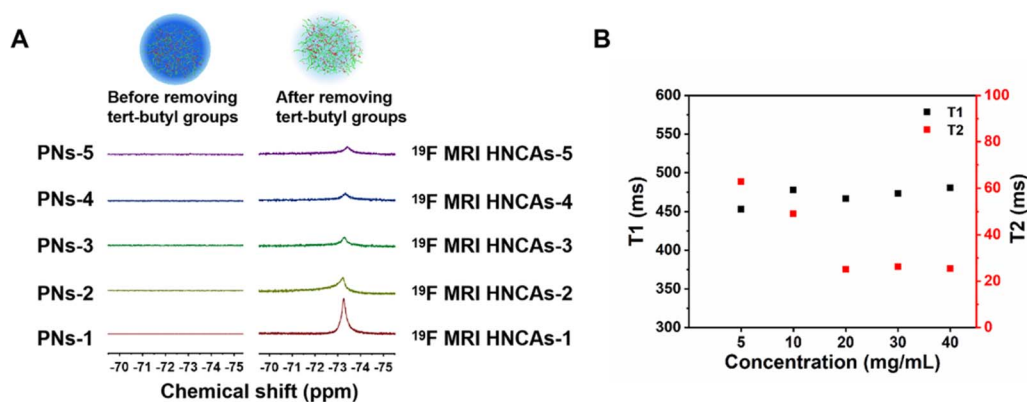 A
Before removing
tert-butyl groups
After removing
tert-butyl groups
PNs-5
¹⁹F MRI HNCAs-5
PNs-4
¹⁹F MRI HNCAs-4
PNs-3
¹⁹F MRI HNCAs-3
PNs-2
¹⁹F MRI HNCAs-2
PNs-1
¹⁹F MRI HNCAs-1
-70 -71 -72 -73 -74 -75
-70 -71 -72 -73 -74 -75
Chemical shift (ppm)
B
600
550
500
450
400
350
300
T1 (ms)
T1
T2
100
80
60
40
20
0
T2 (ms)
5 10 20 30 40
Concentration (mg/mL)